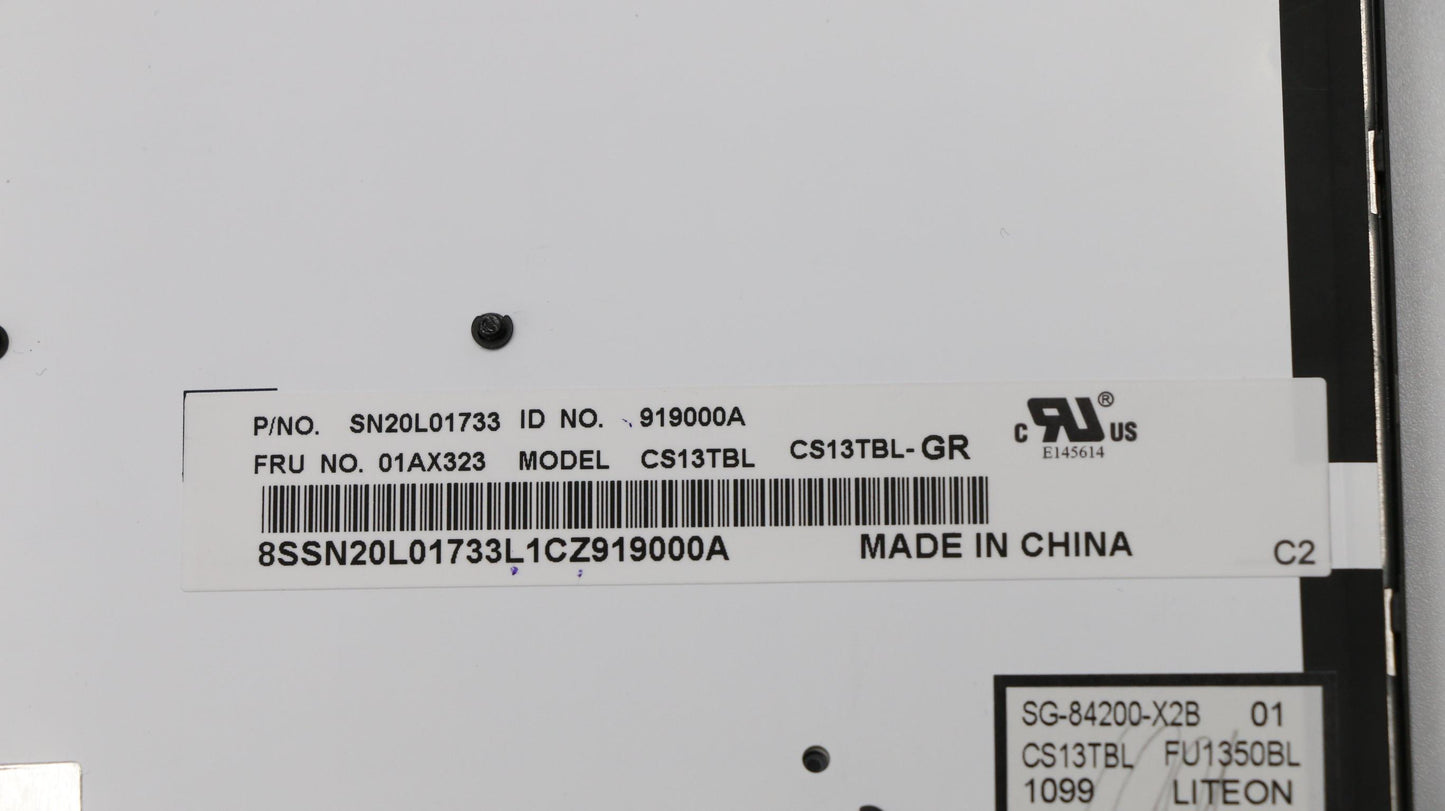 P/NO. SN20L01733 ID NO. 919000A
FRU NO. 01AX323 MODEL CS13TBL CS13TBL-GR
C RU ® US
E145614
8SSN20L01733L1CZ919000A MADE IN CHINA
C2
SG-84200-X2B 01
CS13TBL FU1350BL
1099 LITEON